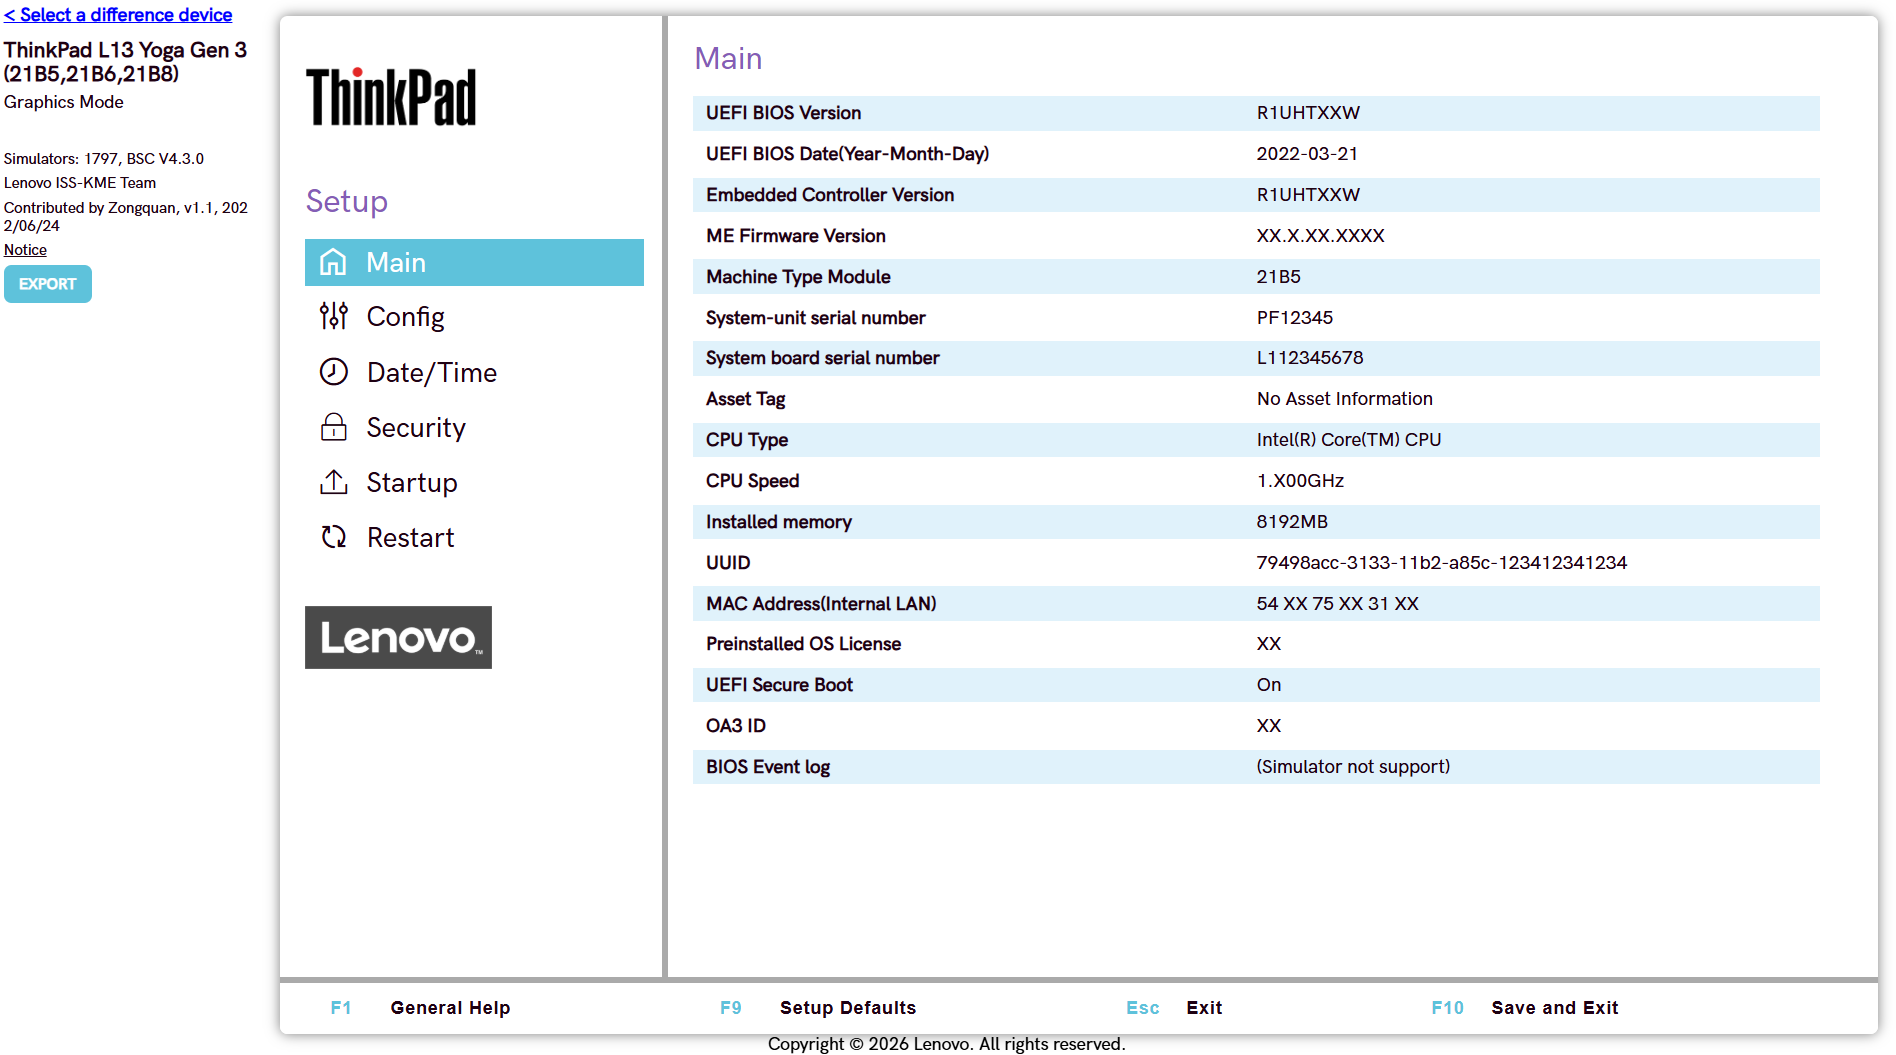 < Select a difference device
ThinkPad L13 Yoga Gen 3
(21B5,21B6,21B8)
Graphics Mode
Simulators: 1797, BSC V4.3.0
Lenovo ISS-KME Team
Contributed by Zongquan, v1.1, 202
2/06/24
Notice
EXPORT
ThinkPad
Setup
Main
Config
Date/Time
Security
Startup
Restart
Lenovo™
Main
UEFI BIOS Version R1UHTXXW
UEFI BIOS Date(Year-Month-Day) 2022-03-21
Embedded Controller Version R1UHTXXW
ME Firmware Version XX.X.XX.XXXX
Machine Type Module 21B5
System-unit serial number PF12345
System board serial number L112345678
Asset Tag No Asset Information
CPU Type Intel(R) Core(TM) CPU
CPU Speed 1.X00GHz
Installed memory 8192MB
UUID 79498acc-3133-11b2-a85c-123412341234
MAC Address(Internal LAN) 54 XX 75 XX 31 XX
Preinstalled OS License XX
UEFI Secure Boot On
OA3 ID XX
BIOS Event log (Simulator not support)
F1 General Help F9 Setup Defaults Esc Exit F10 Save and Exit
Copyright © 2026 Lenovo. All rights reserved.